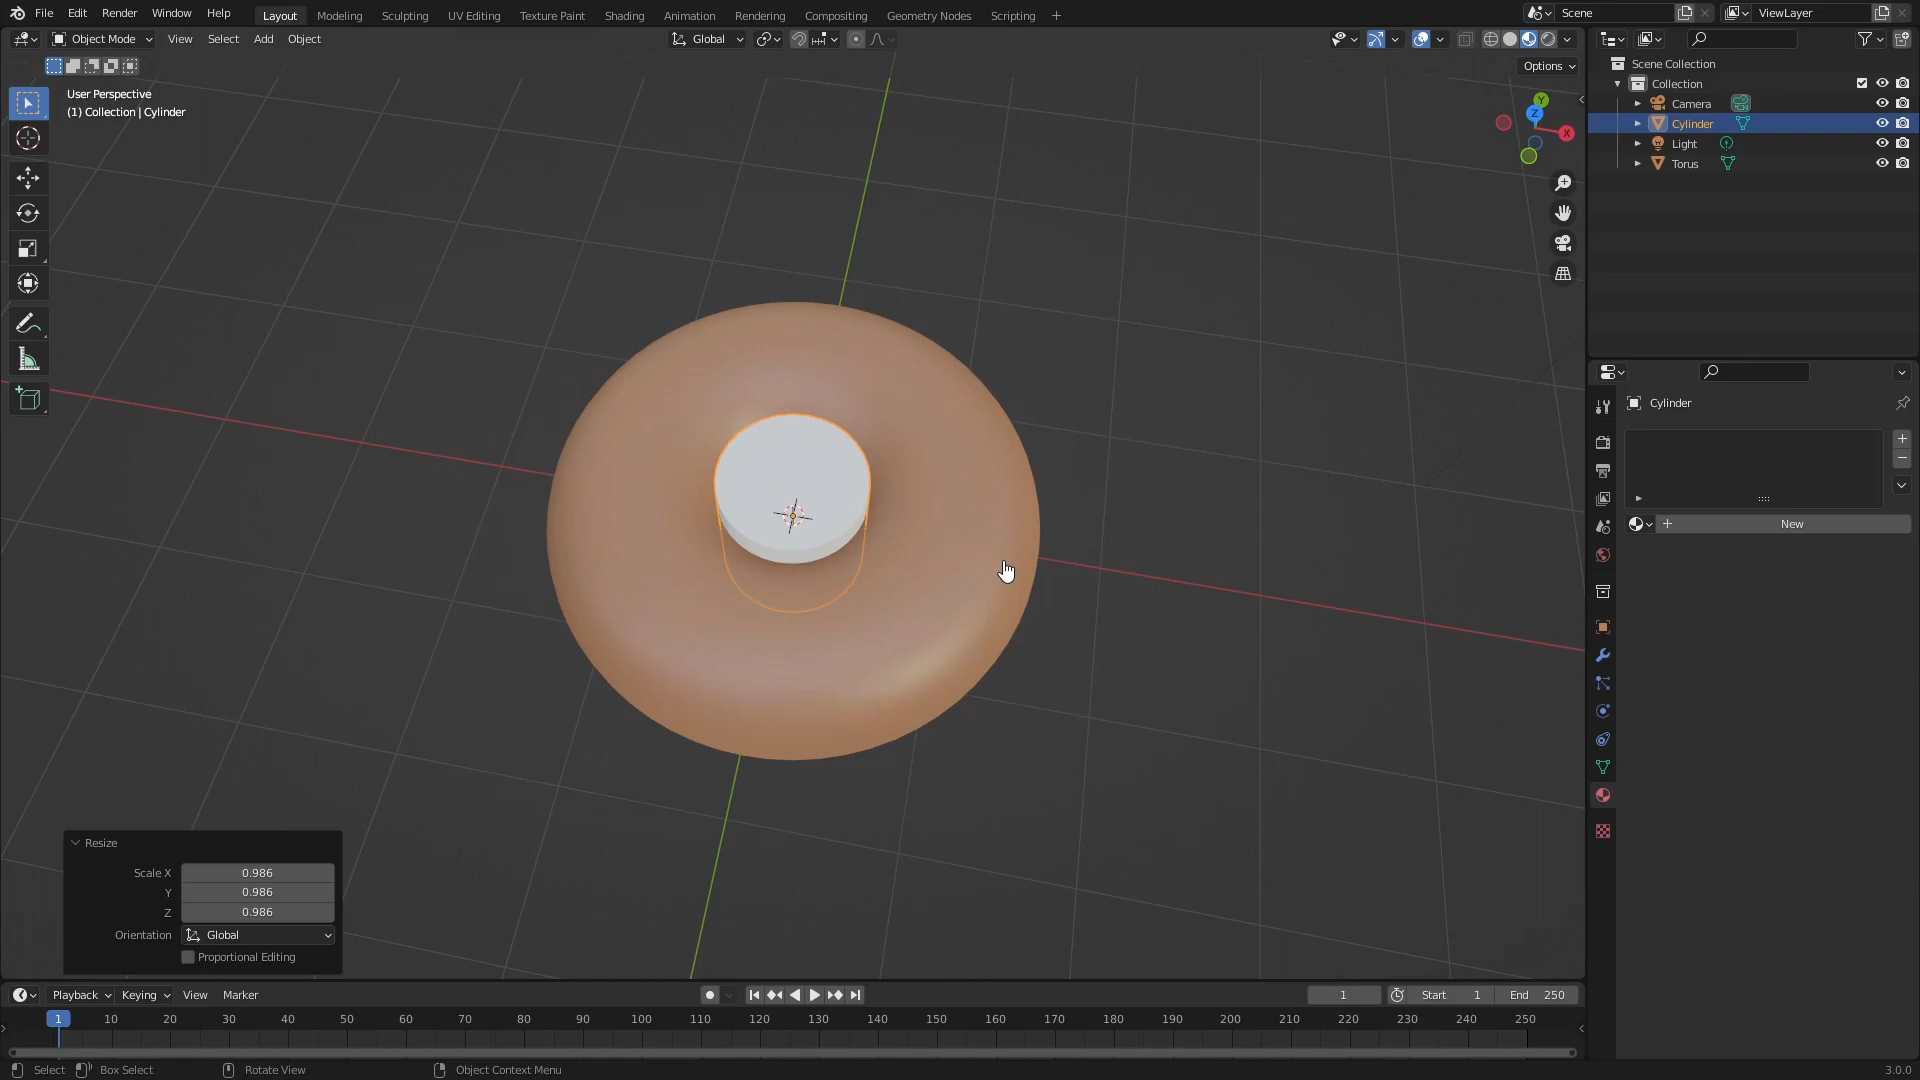 File Edit Render Window Help Layout Modeling Sculpting UV Editing Texture Paint Shading Animation Rendering Compositing Geometry Nodes Scripting + Scene ViewLayer
Object Mode View Select Add Object Global
Options
User Perspective
(1) Collection | Cylinder
Y
Z
X
Scene Collection
Collection
Camera
Cylinder
Light
Torus
Cylinder
+ New
Resize
Scale X 0.986
Y 0.986
Z 0.986
Orientation Global
Proportional Editing
Playback Keying View Marker 1 Start 1 End 250
1 10 20 30 40 50 60 70 80 90 100 110 120 130 140 150 160 170 180 190 200 210 220 230 240 250
Select Box Select Rotate View Object Context Menu 3.0.0